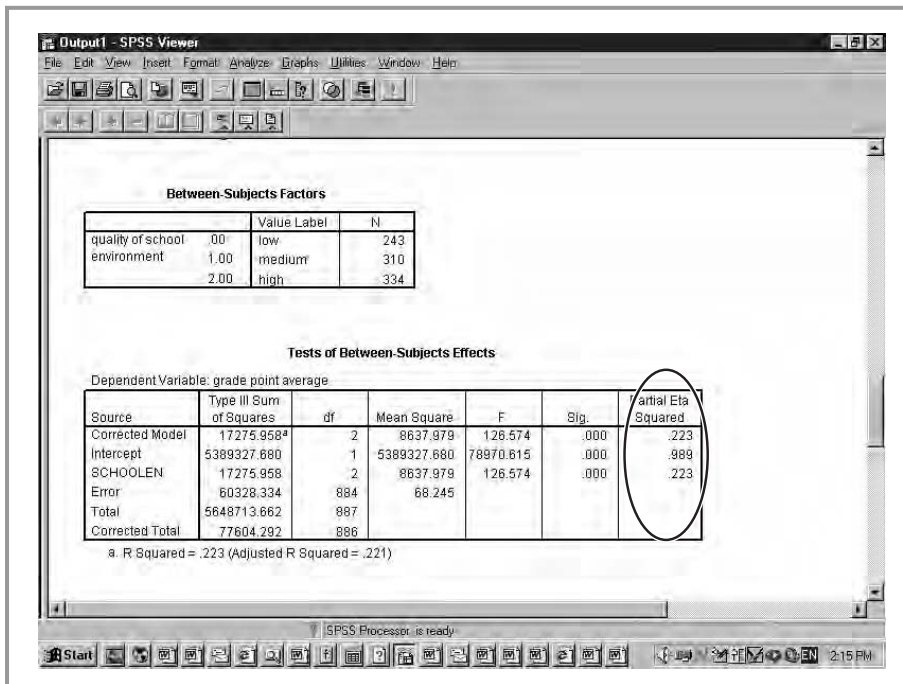 Output1 - SPSS Viewer
File Edit View Insert Format Analyze Graphs Utilities Window Help
Between-Subjects Factors
Value Label N
quality of school .00 low 243
environment 1.00 medium 310
2.00 high 334
Tests of Between-Subjects Effects
Dependent Variable: grade point average
Type III Sum Partial Eta
Source of Squares df Mean Square F Sig. Squared
Corrected Model 17275.958a 2 8637.979 126.574 .000 .223
Intercept 5389327.680 1 5389327.680 78970.615 .000 .989
SCHOOLEN 17275.958 2 8637.979 126.574 .000 .223
Error 60328.334 884 68.245
Total 5648713.662 887
Corrected Total 77604.292 886
a. R Squared = .223 (Adjusted R Squared = .221)
SPSS Processor is ready
Start EN 2:15 PM